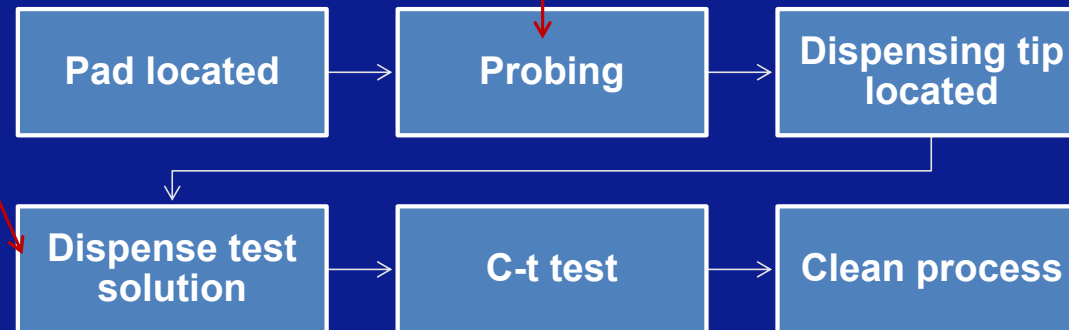 Pad located
Probing
Dispensing tip
located
Dispense test
solution
C-t test
Clean process